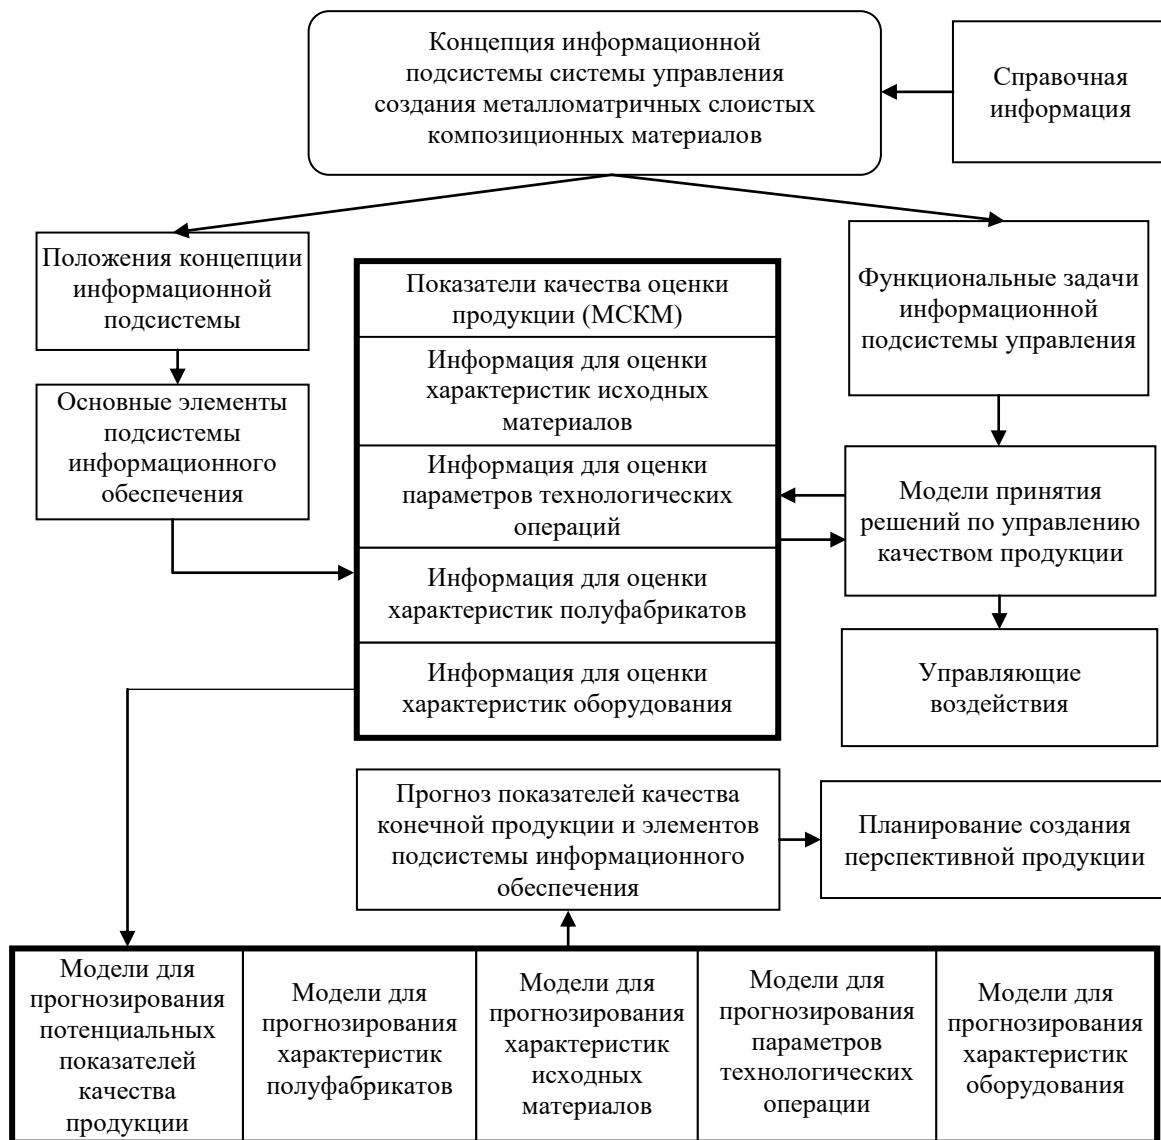 Концепция информационной
подсистемы системы управления
создания металломатричных слоистых
композиционных материалов
Справочная
информация
Положения концепции
информационной
подсистемы
Основные элементы
подсистемы
информационного
обеспечения
Показатели качества оценки
продукции (МСКМ)
Информация для оценки
характеристик исходных
материалов
Информация для оценки
параметров технологических
операций
Информация для оценки
характеристик полуфабрикатов
Информация для оценки
характеристик оборудования
Функциональные задачи
информационной
подсистемы управления
Модели принятия
решений по управлению
качеством продукции
Управляющие
воздействия
Прогноз показателей качества
конечной продукции и элементов
подсистемы информационного
обеспечения
Планирование создания
перспективной продукции
Модели для
прогнозирования
потенциальных
показателей
качества
продукции
Модели для
прогнозирования
характеристик
полуфабрикатов
Модели для
прогнозирования
характеристик
исходных
материалов
Модели для
прогнозирования
параметров
технологических
операции
Модели для
прогнозирования
характеристик
оборудования